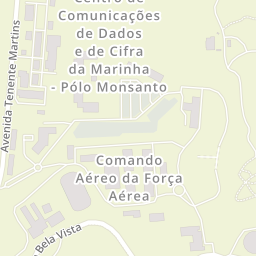 Centro de
Comunicações
de Dados
e de Cifra
da Marinha
- Pólo Monsanto
Avenida Tenente Martins
Comando
Aéreo da Força
Aérea
Bela Vista